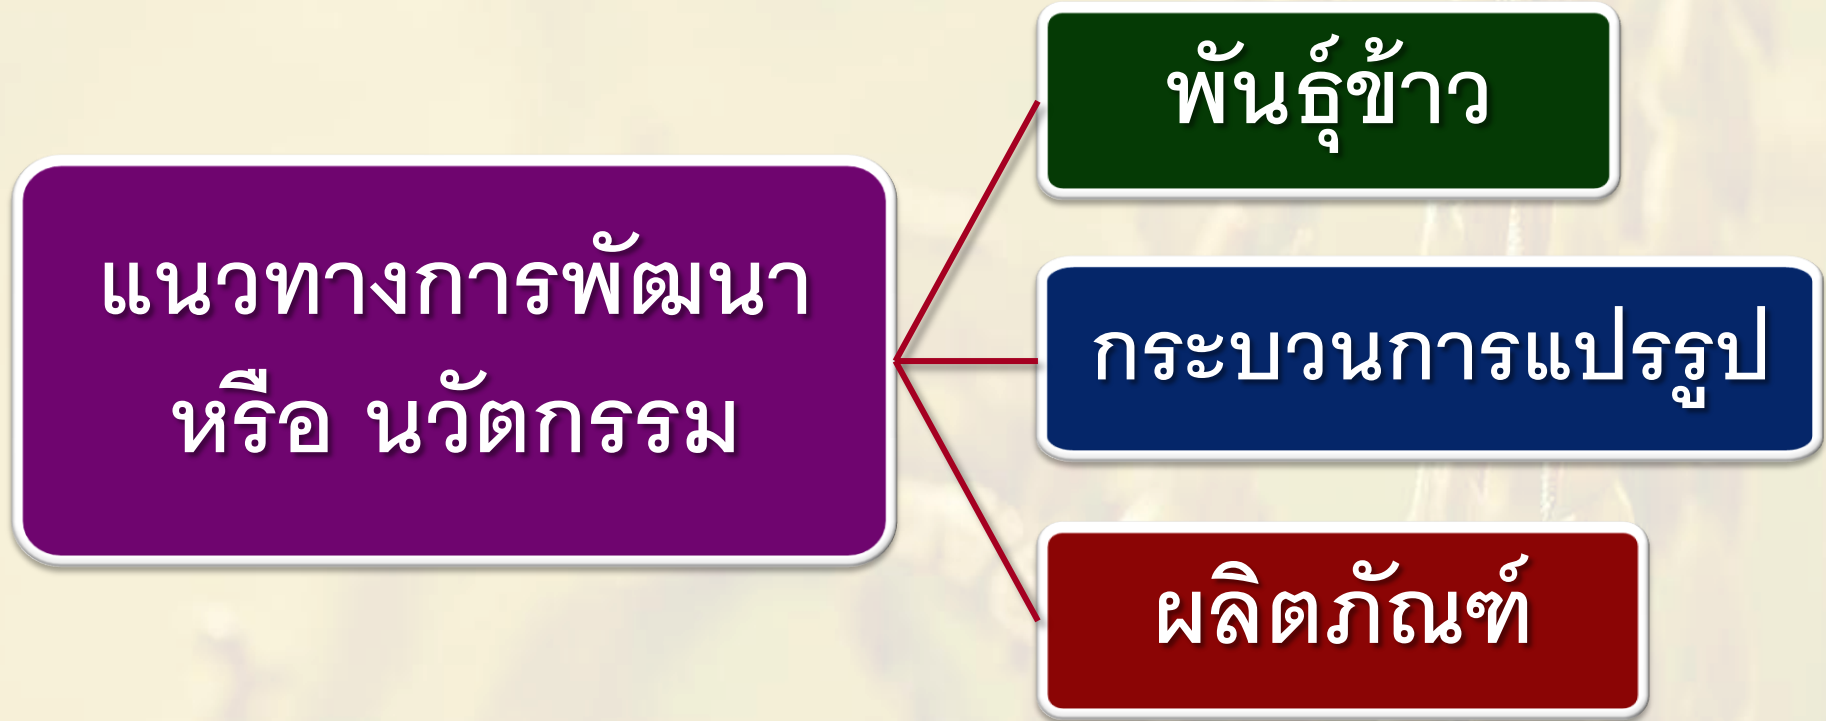 แนวทางการพัฒนา
หรือ นวัตกรรม
พันธุ์ข้าว
กระบวนการแปรรูป
ผลิตภัณฑ์